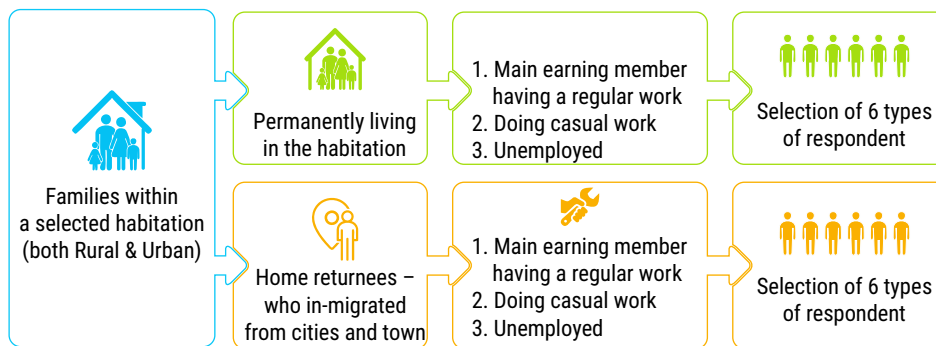 Families within
a selected habitation
(both Rural & Urban)
Permanently living
in the habitation
1. Main earning member
having a regular work
2. Doing casual work
3. Unemployed
Selection of 6 types
of respondent
Home returnees –
who in-migrated
from cities and town
1. Main earning member
having a regular work
2. Doing casual work
3. Unemployed
Selection of 6 types
of respondent